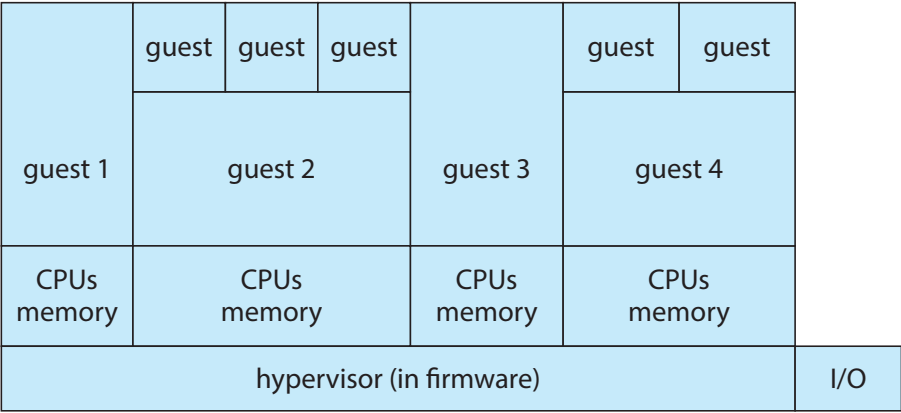 guest guest guest guest guest
guest 1 guest 2 guest 3 guest 4
CPUs CPUs CPUs CPUs
memory memory memory memory
hypervisor (in firmware) I/O